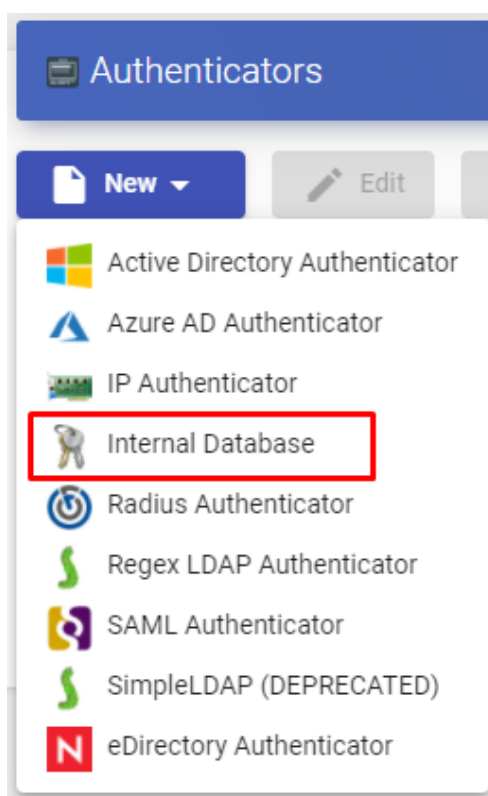 Authenticators
New
Edit
Active Directory Authenticator
Azure AD Authenticator
IP Authenticator
Internal Database
Radius Authenticator
Regex LDAP Authenticator
SAML Authenticator
SimpleLDAP (DEPRECATED)
eDirectory Authenticator